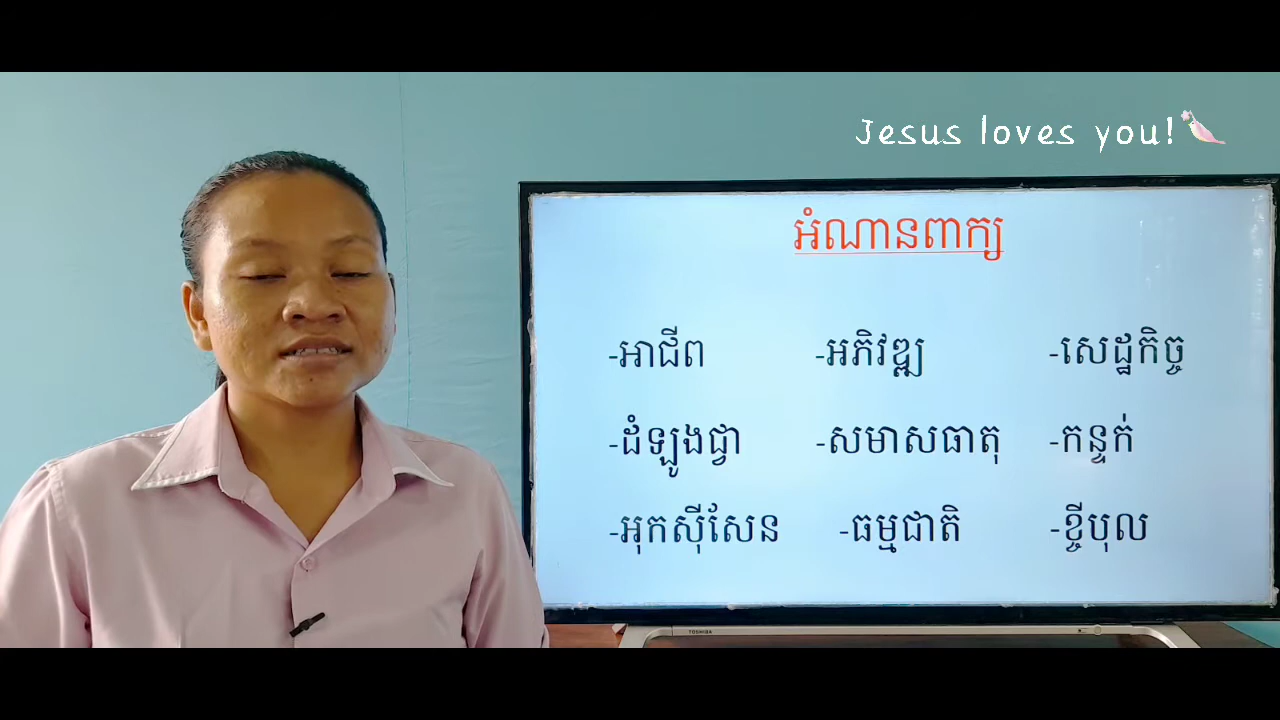 Jesus loves you!
អំណានពាក្យ
-អាជីព -អភិវឌ្ឍ -សេដ្ឋកិច្ច
-ដំឡូងជ្វា -សមាសធាតុ -កន្ទក់
-អុកស៊ីសែន -ធម្មជាតិ -ខ្ចីបុល
TOSHIBA